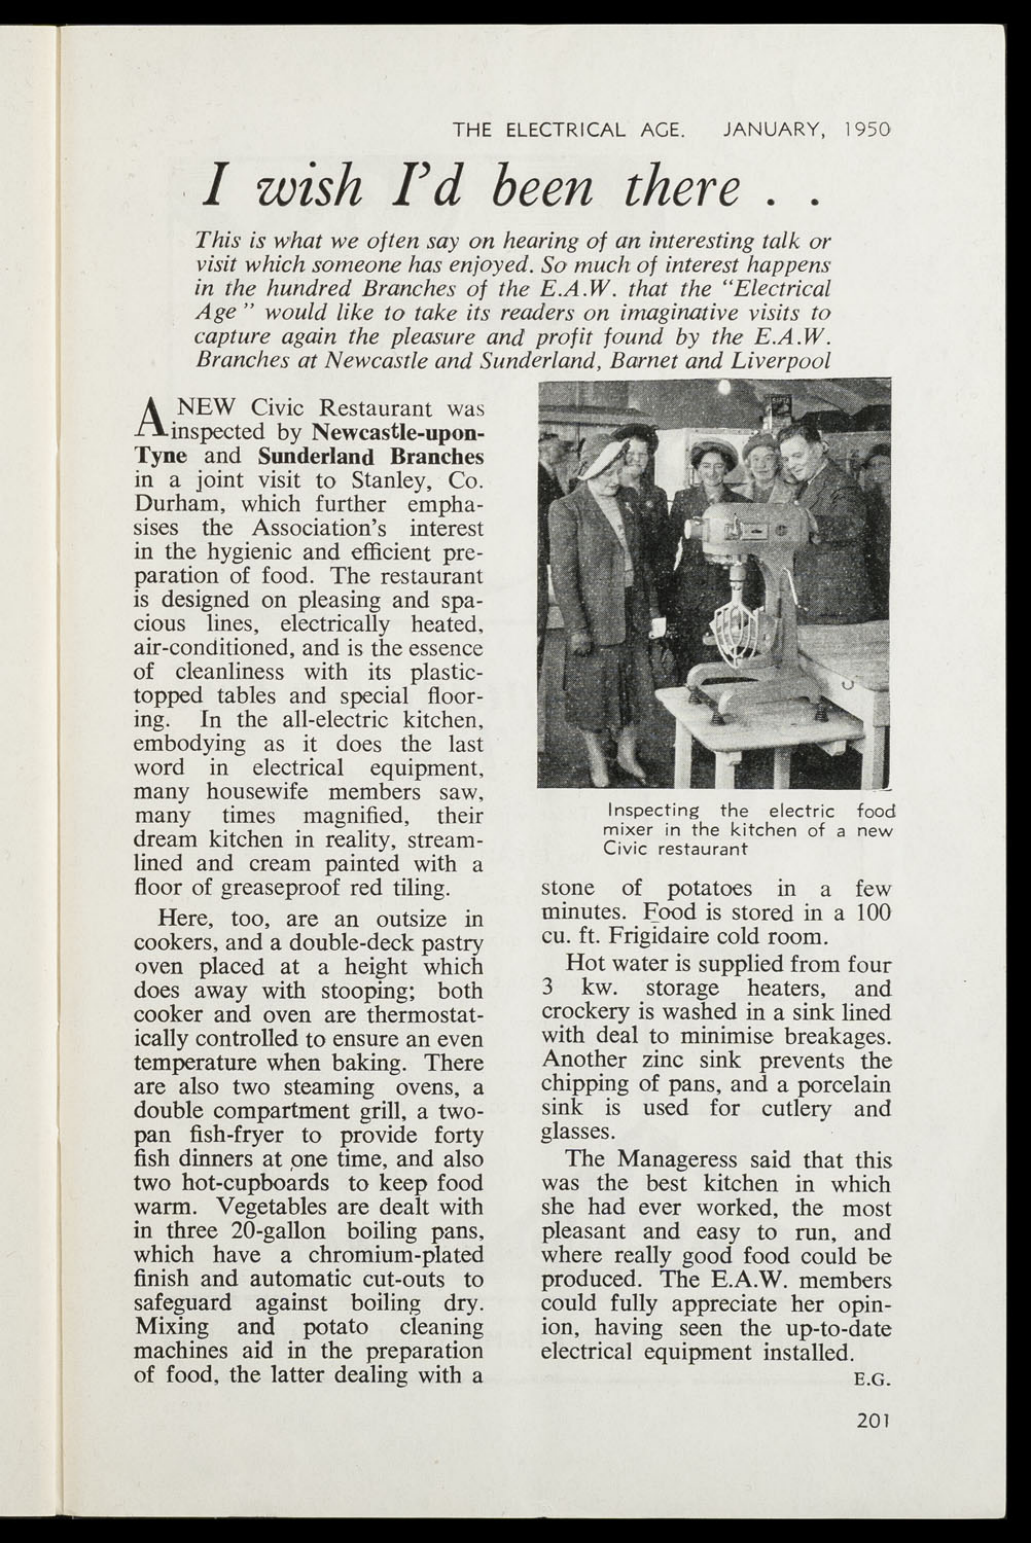 THE ELECTRICAL AGE. JANUARY, 1950
I wish I'd been there . .
This is what we often say on hearing of an interesting talk or
visit which someone has enjoyed. So much of interest happens
in the hundred Branches of the E.A.W. that the "Electrical
Age" would like to take its readers on imaginative visits to
capture again the pleasure and profit found by the E.A.W.
Branches at Newcastle and Sunderland, Barnet and Liverpool
A NEW Civic Restaurant was
inspected by Newcastle-upon-
Tyne and Sunderland Branches
in a joint visit to Stanley, Co.
Durham, which further empha-
sises the Association's interest
in the hygienic and efficient pre-
paration of food. The restaurant
is designed on pleasing and spa-
cious lines, electrically heated,
air-conditioned, and is the essence
of cleanliness with its plastic-
topped tables and special floor-
ing. In the all-electric kitchen,
embodying as it does the last
word in electrical equipment,
many housewife members saw,
many times magnified, their
dream kitchen in reality, stream-
lined and cream painted with a
floor of greaseproof red tiling.
Here, too, are an outsize in
cookers, and a double-deck pastry
oven placed at a height which
does away with stooping; both
cooker and oven are thermostat-
ically controlled to ensure an even
temperature when baking. There
are also two steaming ovens, a
double compartment grill, a two-
pan fish-fryer to provide forty
fish dinners at one time, and also
two hot-cupboards to keep food
warm. Vegetables are dealt with
in three 20-gallon boiling pans,
which have a chromium-plated
finish and automatic cut-outs to
safeguard against boiling dry.
Mixing and potato cleaning
machines aid in the preparation
of food, the latter dealing with a
Inspecting the electric food
mixer in the kitchen of a new
Civic restaurant
stone of potatoes in a few
minutes. Food is stored in a 100
cu. ft. Frigidaire cold room.
Hot water is supplied from four
3 kw. storage heaters, and
crockery is washed in a sink lined
with deal to minimise breakages.
Another zinc sink prevents the
chipping of pans, and a porcelain
sink is used for cutlery and
glasses.
The Manageress said that this
was the best kitchen in which
she had ever worked, the most
pleasant and easy to run, and
where really good food could be
produced. The E.A.W. members
could fully appreciate her opin-
ion, having seen the up-to-date
electrical equipment installed.
E.G.
201